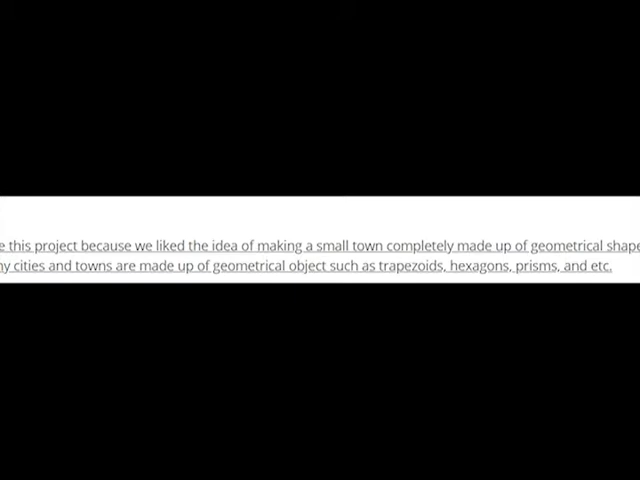 this project because we liked the idea of making a small town completely made up of geometrical shape
cities and towns are made up of geometrical object such as trapezoids, hexagons, prisms, and etc.